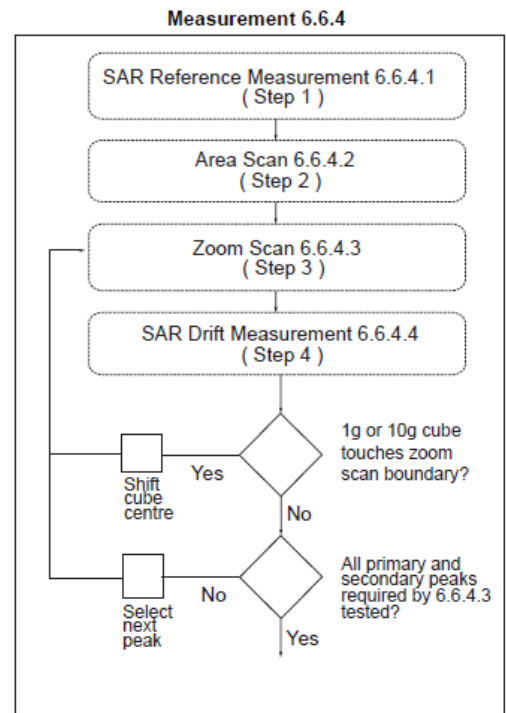 Measurement 6.6.4
SAR Reference Measurement 6.6.4.1
( Step 1 )
Area Scan 6.6.4.2
( Step 2 )
Zoom Scan 6.6.4.3
( Step 3 )
SAR Drift Measurement 6.6.4.4
( Step 4 )
1g or 10g cube
touches zoom
scan boundary?
Yes
Shift
cube
centre
No
All primary and
secondary peaks
required by 6.6.4.3
tested?
No
Select
next
peak
Yes